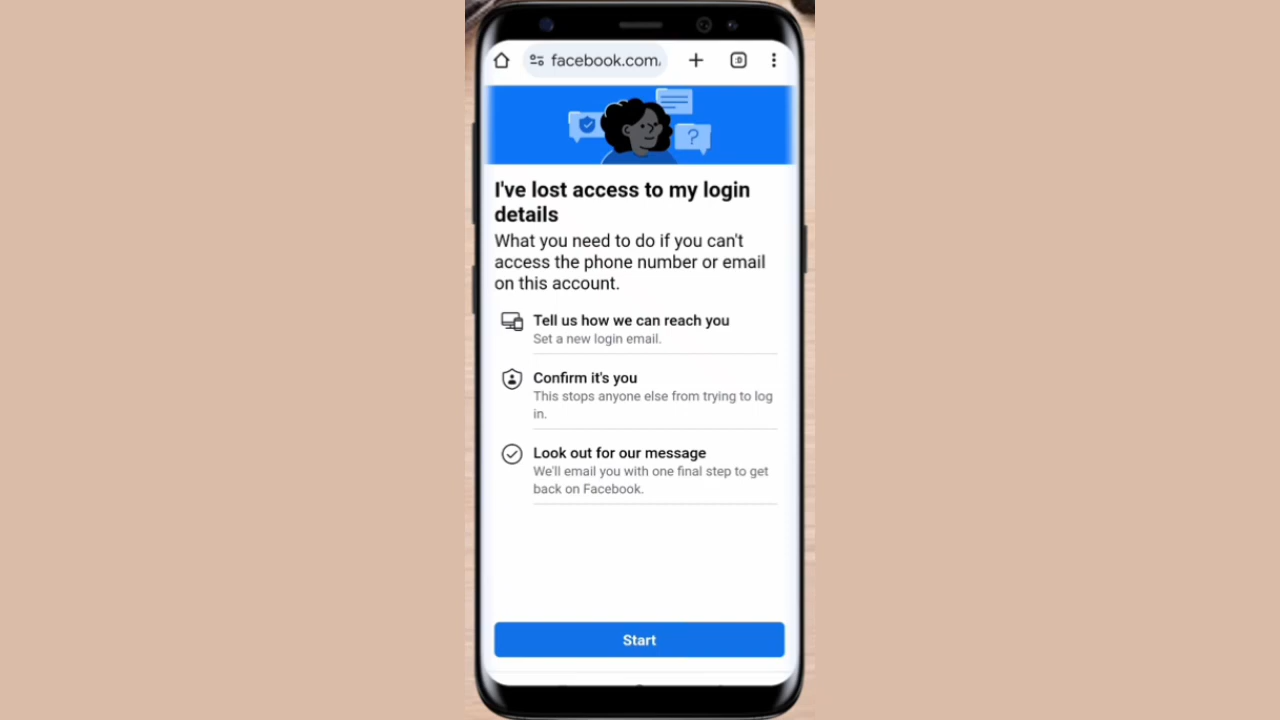 facebook.com
?
I've lost access to my login
details
What you need to do if you can't
access the phone number or email
on this account.
Tell us how we can reach you
Set a new login email.
Confirm it's you
This stops anyone else from trying to log
in.
Look out for our message
We'll email you with one final step to get
back on Facebook.
Start